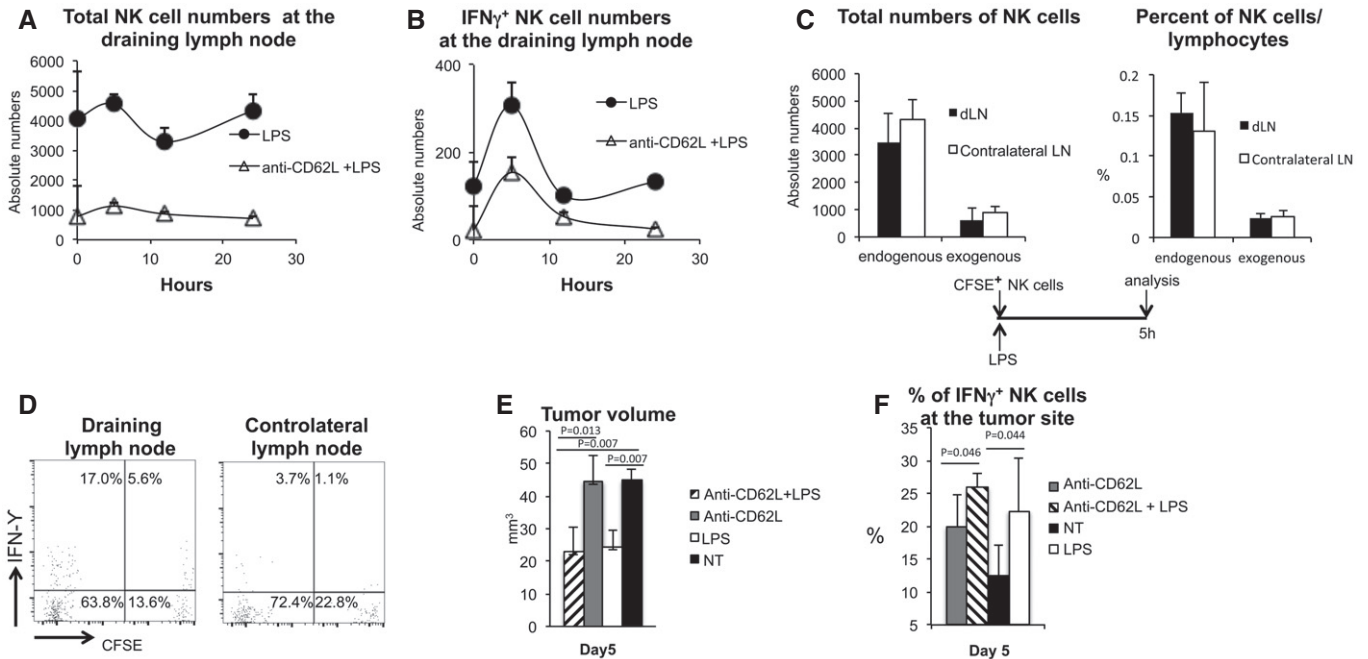 A
Total NK cell numbers at the
draining lymph node
Absolute numbers
6000
5000
4000
3000
2000
1000
0
0
10
20
30
Hours
LPS
anti-CD62L +LPS
B
IFNγ+ NK cell numbers
at the draining lymph node
Absolute numbers
400
200
0
0
10
20
30
Hours
LPS
anti-CD62L +LPS
C
Total numbers of NK cells
Absolute numbers
6000
5000
4000
3000
2000
1000
0
endogenous exogenous
dLN
Contralateral LN
Percent of NK cells/
lymphocytes
%
0.2
0.15
0.1
0.05
0
endogenous exogenous
dLN
Contralateral LN
CFSE+ NK cells
analysis
5h
LPS
D
Draining
lymph node
17.0% 5.6%
63.8% 13.6%
Controlateral
lymph node
3.7% 1.1%
72.4% 22.8%
IFN-Ƴ
CFSE
E
Tumor volume
P=0.013
P=0.007
P=0.007
mm3
60
50
40
30
20
10
0
Day5
Anti-CD62L+LPS
Anti-CD62L
LPS
NT
F
% of IFNγ+ NK cells
at the tumor site
P=0.044
P=0.046
%
35
30
25
20
15
10
5
Day 5
Anti-CD62L
Anti-CD62L + LPS
NT
LPS